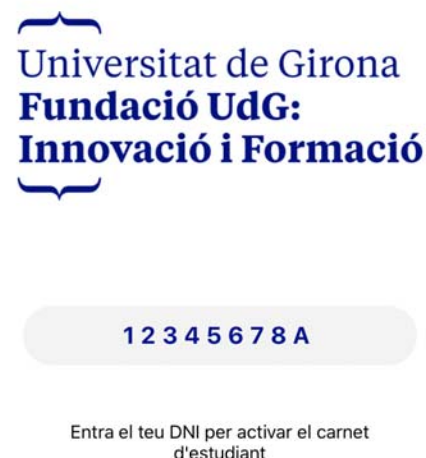 Universitat de Girona
Fundació UdG:
Innovació i Formació
12345678A
Entra el teu DNI per activar el carnet
d'estudiant